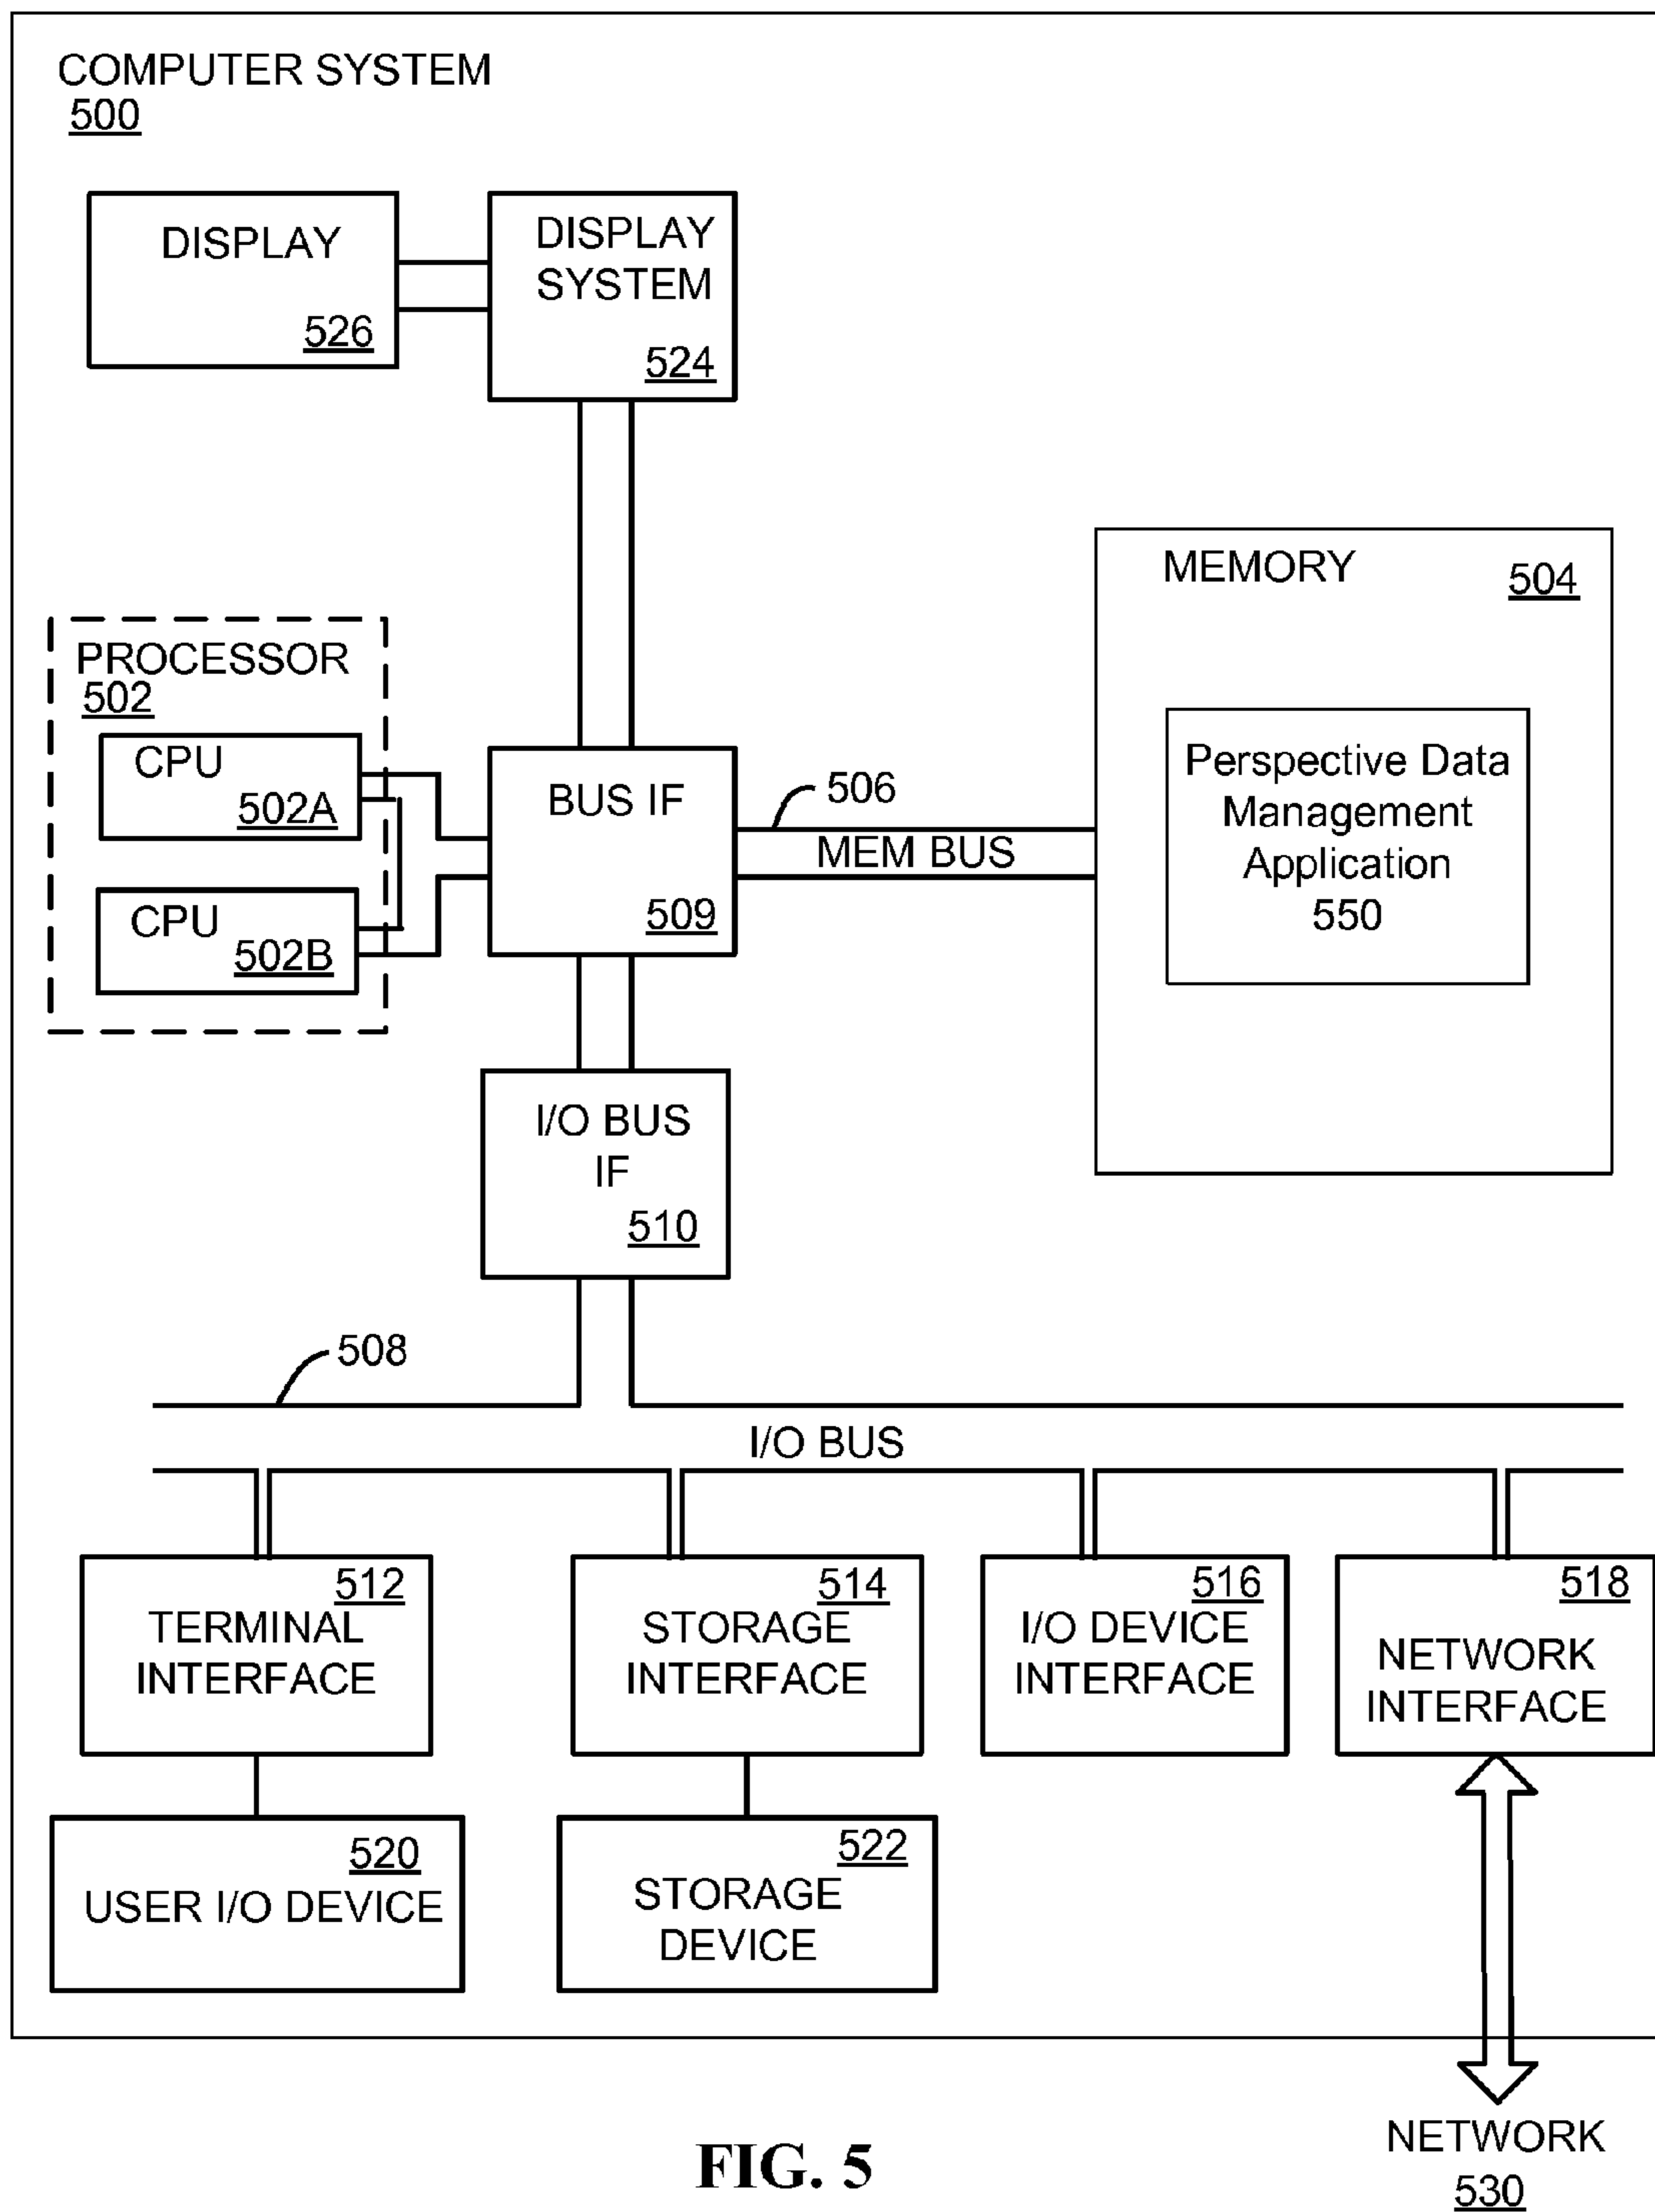 COMPUTER SYSTEM
500
DISPLAY
526
DISPLAY
SYSTEM
524
MEMORY
504
Perspective Data
Management
Application
550
PROCESSOR
502
CPU
502A
CPU
502B
BUS IF
509
506
MEM BUS
I/O BUS
IF
510
508
I/O BUS
512
TERMINAL
INTERFACE
514
STORAGE
INTERFACE
516
I/O DEVICE
INTERFACE
518
NETWORK
INTERFACE
520
USER I/O DEVICE
522
STORAGE
DEVICE
NETWORK
530
FIG. 5